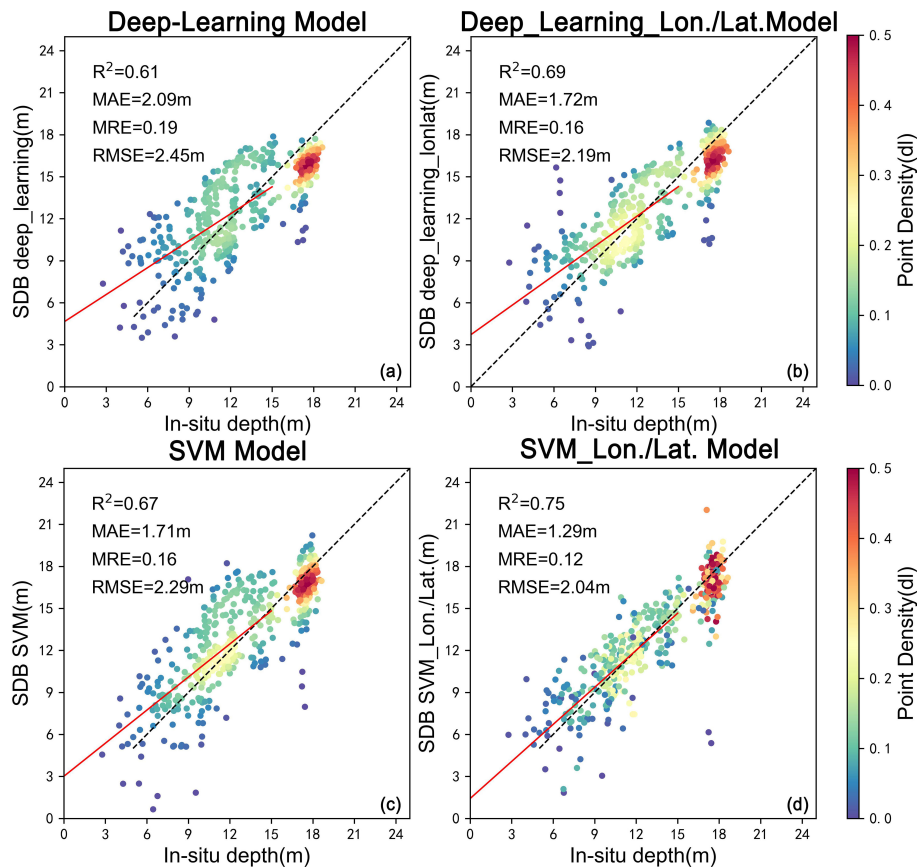 Deep-Learning Model
R²=0.61
MAE=2.09m
MRE=0.19
RMSE=2.45m
SDB deep_learning(m)
24
21
18
15
12
9
6
3
0
0 3 6 9 12 15 18 21 24
In-situ depth(m)
(a)
Deep_Learning_Lon./Lat.Model
R²=0.69
MAE=1.72m
MRE=0.16
RMSE=2.19m
SDB deep_learning_lonlat(m)
24
21
18
15
12
9
6
3
0
0 3 6 9 12 15 18 21 24
In-situ depth(m)
(b)
0.5
0.4
0.3
0.2
0.1
0.0
Point Density(dl)
SVM Model
R²=0.67
MAE=1.71m
MRE=0.16
RMSE=2.29m
SDB SVM(m)
24
21
18
15
12
9
6
3
0
0 3 6 9 12 15 18 21 24
In-situ depth(m)
(c)
SVM_Lon./Lat. Model
R²=0.75
MAE=1.29m
MRE=0.12
RMSE=2.04m
SDB SVM_Lon./Lat.(m)
24
21
18
15
12
9
6
3
0
0 3 6 9 12 15 18 21 24
In-situ depth(m)
(d)
0.5
0.4
0.3
0.2
0.1
0.0
Point Density(dl)